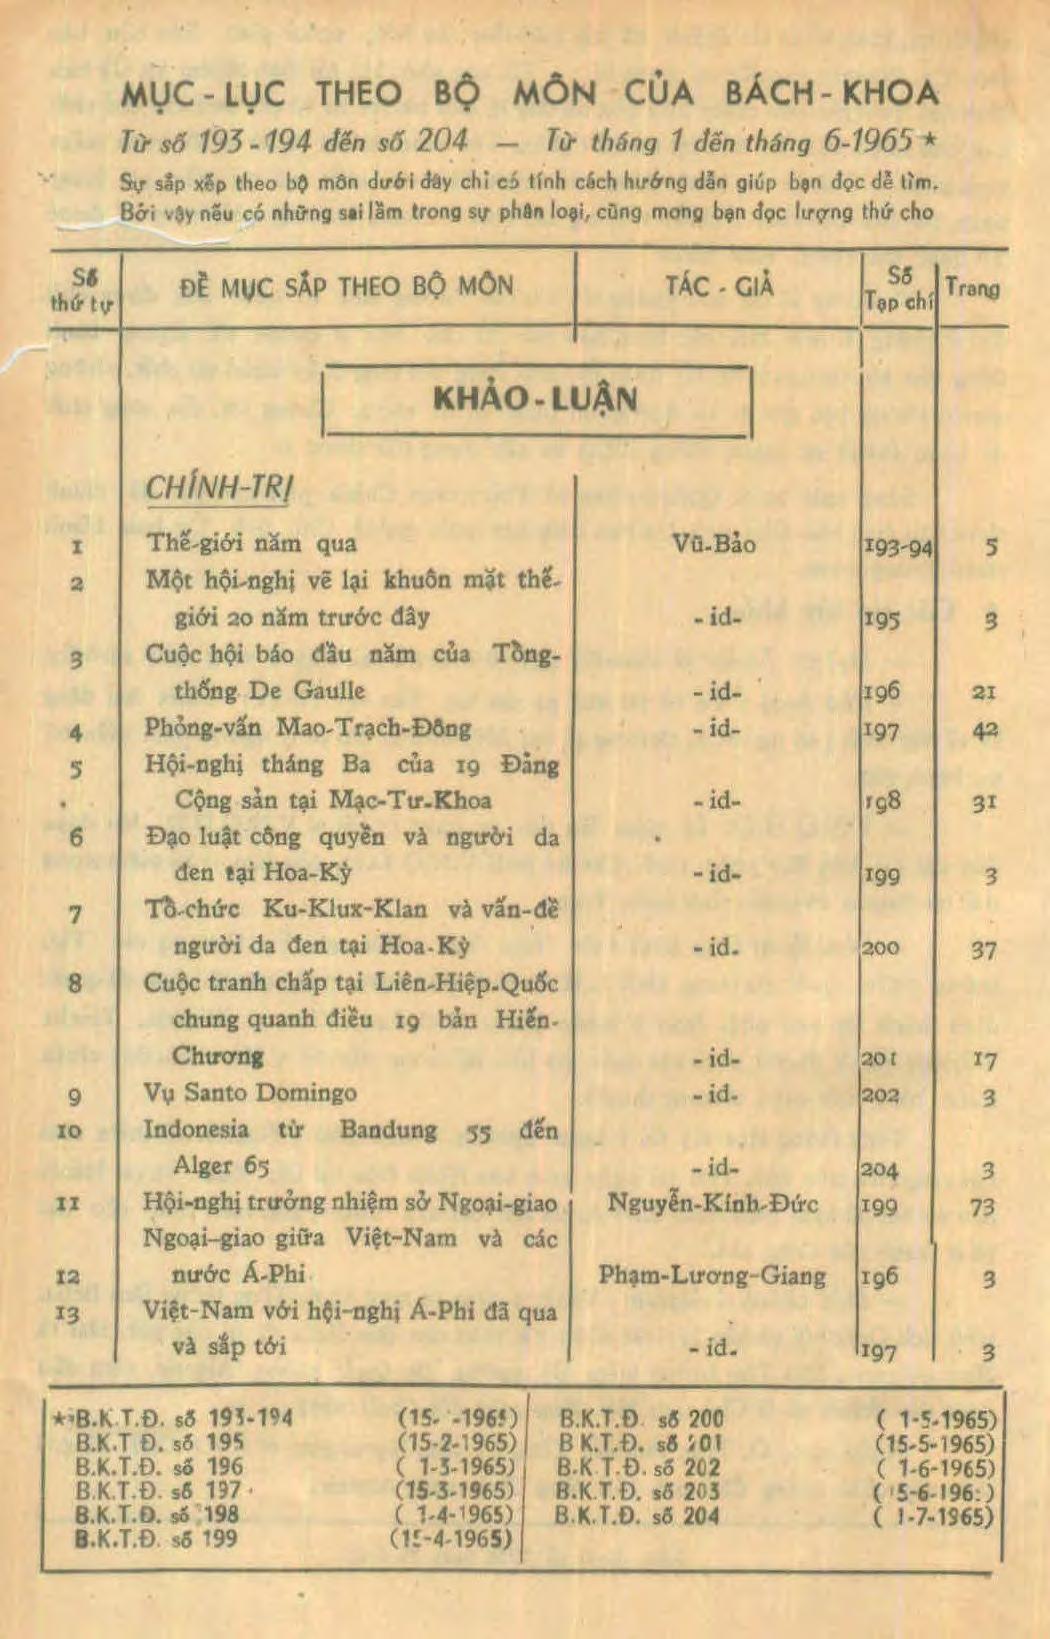 MỤC - LỤC THEO BỘ MÔN CỦA BÁCH - KHOA
Từ số 193 - 194 đến số 204 — Từ tháng 1 đến tháng 6-1965 *
Sự sắp xếp theo bộ môn dưới đây chỉ có tính cách hướng dẫn giúp bạn đọc dễ tìm.
Bởi vậy nếu có những sai lầm trong sự phân loại, cũng mong bạn đọc lượng thứ cho
Số thứ tự | ĐỀ MỤC SẮP THEO BỘ MÔN | TÁC - GIẢ | Số Tạp chí | Trang
KHẢO - LUẬN
CHÍNH-TRỊ
1 Thế-giới năm qua Vũ-Bảo 193-94 5
2 Một hội-nghị vẽ lại khuôn mặt thế-
giới 20 năm trước đây - id- 195 3
3 Cuộc hội báo đầu năm của Tồng-
thống De Gaulle - id- 196 21
4 Phỏng-vấn Mao-Trạch-Đông - id- 197 42
5 Hội-nghị tháng Ba của 19 Đảng
Cộng sản tại Mạc-Tư-Khoa - id- 198 31
6 Đạo luật công quyền và người da
đen tại Hoa-Kỳ - id- 199 3
7 Tồ-chức Ku-Klux-Klan và vấn-đề
người da đen tại Hoa-Kỳ - id. 200 37
8 Cuộc tranh chấp tại Liên-Hiệp-Quốc
chung quanh điều 19 bản Hiến-
Chương - id- 201 17
9 Vụ Santo Domingo - id- 202 3
10 Indonesia từ Bandung 55 đến
Alger 65 - id- 204 3
11 Hội-nghị trưởng nhiệm sở Ngoại-giao Nguyễn-Kính-Đức 199 73
Ngoại-giao giữa Việt-Nam và các
12 nước Á-Phi Phạm-Lương-Giang 196 3
13 Việt-Nam với hội-nghị Á-Phi đã qua
và sắp tới - id. 197 3
* B.K.T.Đ. số 193-194 (15- -1965)
B.K.T Đ. số 195 (15-2-1965)
B.K.T.Đ. số 196 ( 1-3-1965)
B.K.T.Đ. số 197 (15-3-1965)
B.K.T.Đ. số 198 ( 1-4-1965)
B.K.T.Đ. số 199 (15-4-1965)
B.K.T.Đ. số 200 ( 1-5-1965)
B K.T.Đ. số 201 (15-5-1965)
B.K T.Đ. số 202 ( 1-6-1965)
B.K.T.Đ. số 203 (15-6-1965)
B.K.T.Đ. số 204 ( 1-7-1965)